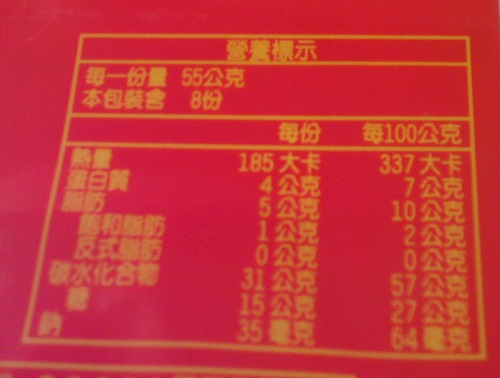 營養標示
每一份量 55公克
本包裝含 8份
每份 每100公克
熱量 185 大卡 337 大卡
蛋白質 4 公克 7 公克
脂肪 5 公克 10 公克
飽和脂肪 1 公克 2 公克
反式脂肪 0 公克 0 公克
碳水化合物 31 公克 57 公克
糖 15 公克 27 公克
鈉 35 毫克 64 毫克